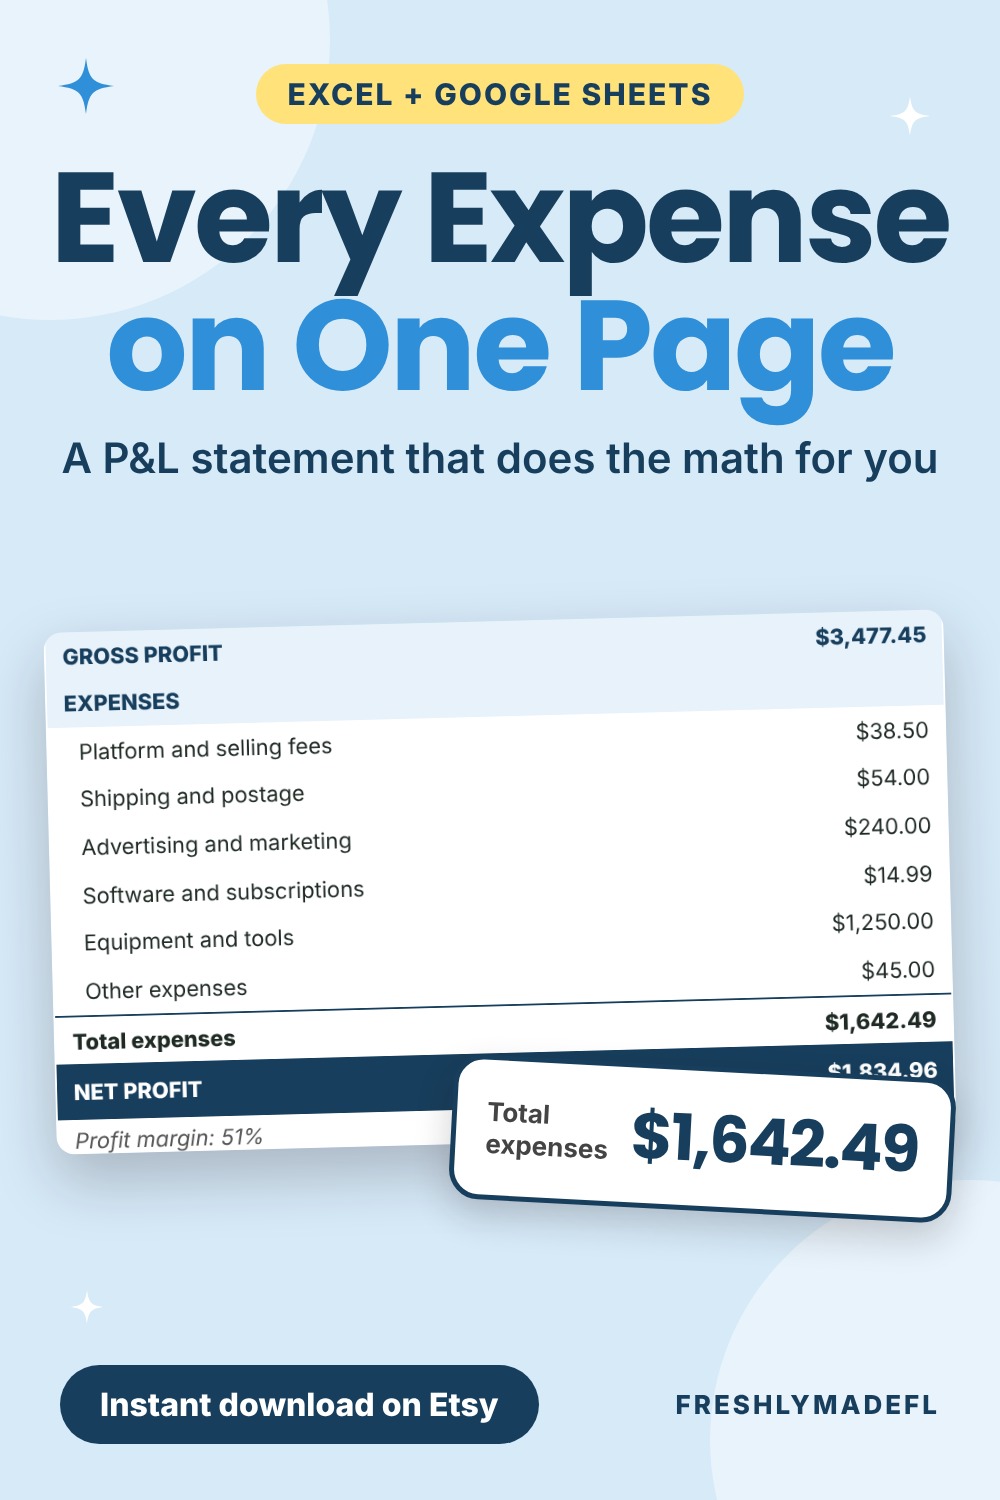 EXCEL + GOOGLE SHEETS
Every Expense
on One Page
A P&L statement that does the math for you
GROSS PROFIT $3,477.45
EXPENSES
Platform and selling fees $38.50
Shipping and postage $54.00
Advertising and marketing $240.00
Software and subscriptions $14.99
Equipment and tools $1,250.00
Other expenses $45.00
Total expenses $1,642.49
NET PROFIT $1,834.96
Profit margin: 51%
Total
expenses $1,642.49
Instant download on Etsy
FRESHLYMADEFL